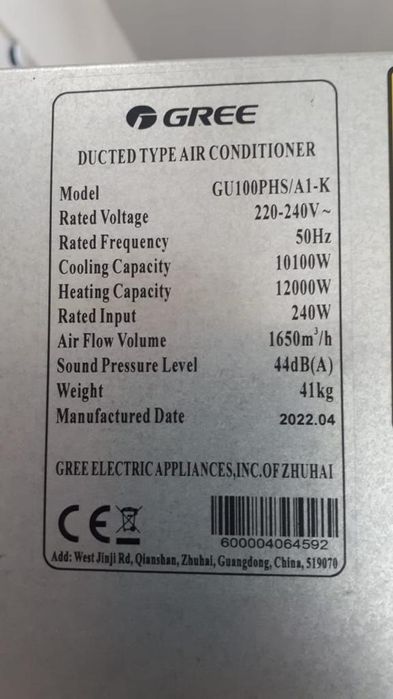 GREE
DUCTED TYPE AIR CONDITIONER
Model GU100PHS/A1-K
Rated Voltage 220-240V~
Rated Frequency 50Hz
Cooling Capacity 10100W
Heating Capacity 12000W
Rated Input 240W
Air Flow Volume 1650m³/h
Sound Pressure Level 44dB(A)
Weight 41kg
Manufactured Date 2022.04
GREE ELECTRIC APPLIANCES,INC.OF ZHUHAI
CE
600004064592
Add: West Jinji Rd, Qianshan, Zhuhai, Guangdong, China, 519070